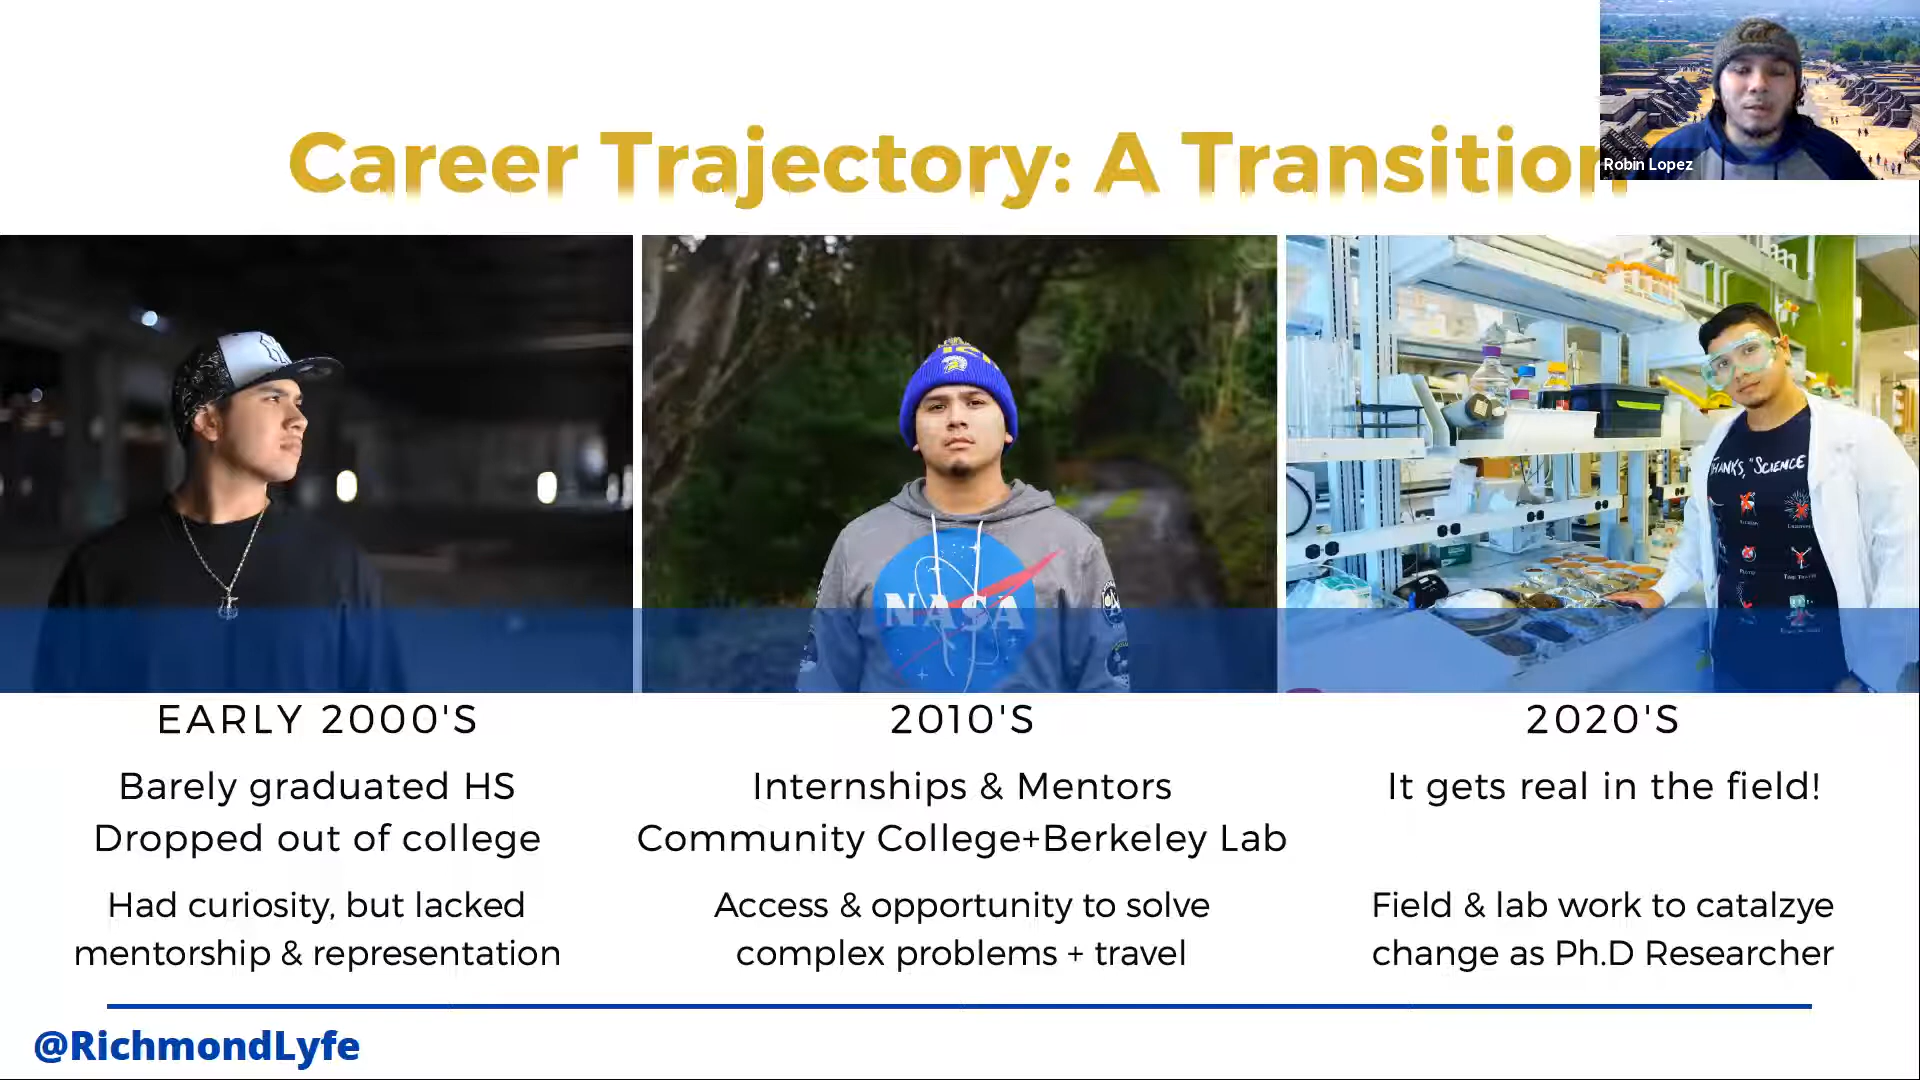 Career Trajectory: A Transition
Robin Lopez
NASA
THANKS, "SCIENCE
EARLY 2000'S
Barely graduated HS
Dropped out of college
Had curiosity, but lacked
mentorship & representation
2010'S
Internships & Mentors
Community College+Berkeley Lab
Access & opportunity to solve
complex problems + travel
2020'S
It gets real in the field!
Field & lab work to catalzye
change as Ph.D Researcher
@RichmondLyfe